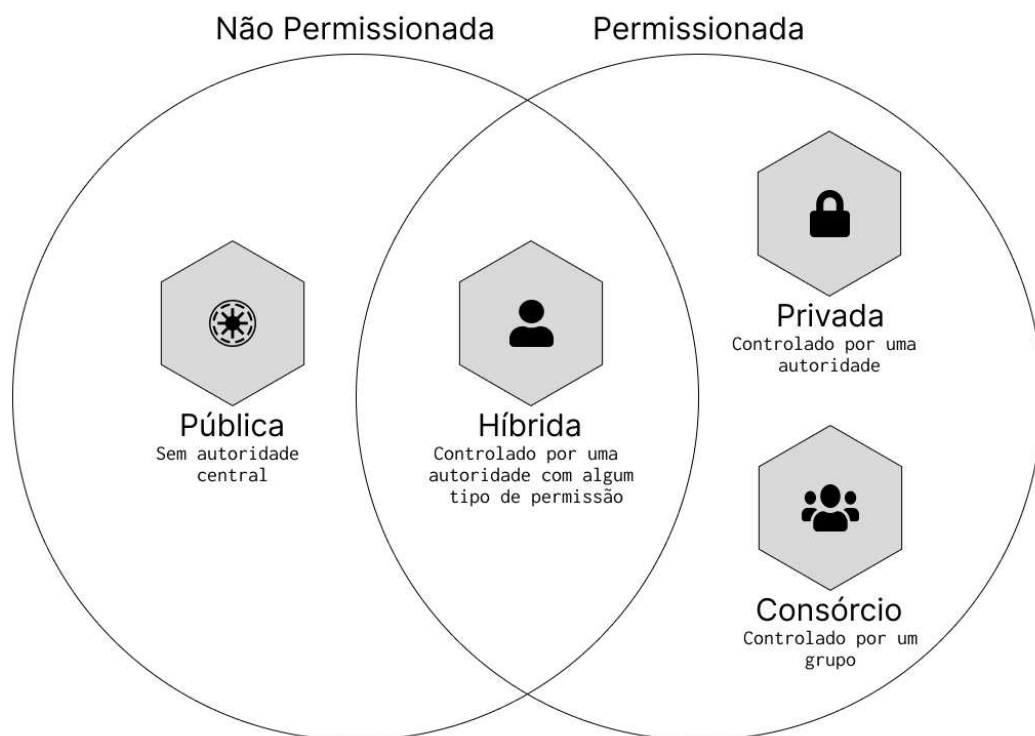 Não Permissionada
Permissionada
Pública
Sem autoridade
central
Híbrida
Controlado por uma
autoridade com algum
tipo de permissão
Privada
Controlado por uma
autoridade
Consórcio
Controlado por um
grupo